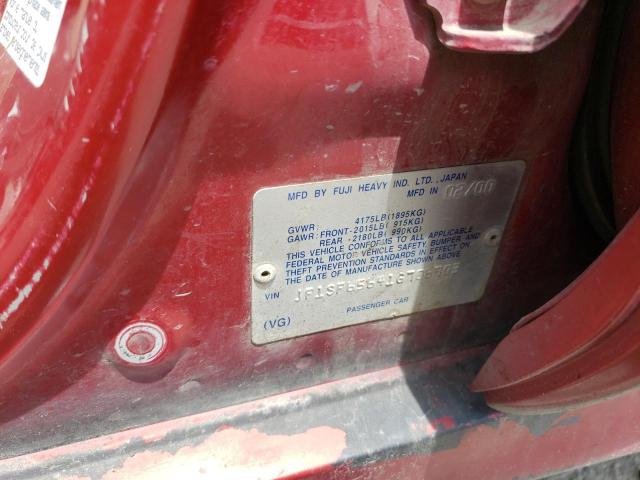 MFD BY FUJI HEAVY IND. LTD., JAPAN
MFD IN 02/00
GVWR: 4175LB(1895KG)
GAWR: FRONT-2015LB( 915KG)
REAR -2180LB( 990KG)
THIS VEHICLE CONFORMS TO ALL APPLICABLE
FEDERAL MOTOR VEHICLE SAFETY, BUMPER AND
THEFT PREVENTION STANDARDS IN EFFECT ON
THE DATE OF MANUFACTURE SHOWN ABOVE.
VIN
(VG) PASSENGER CAR